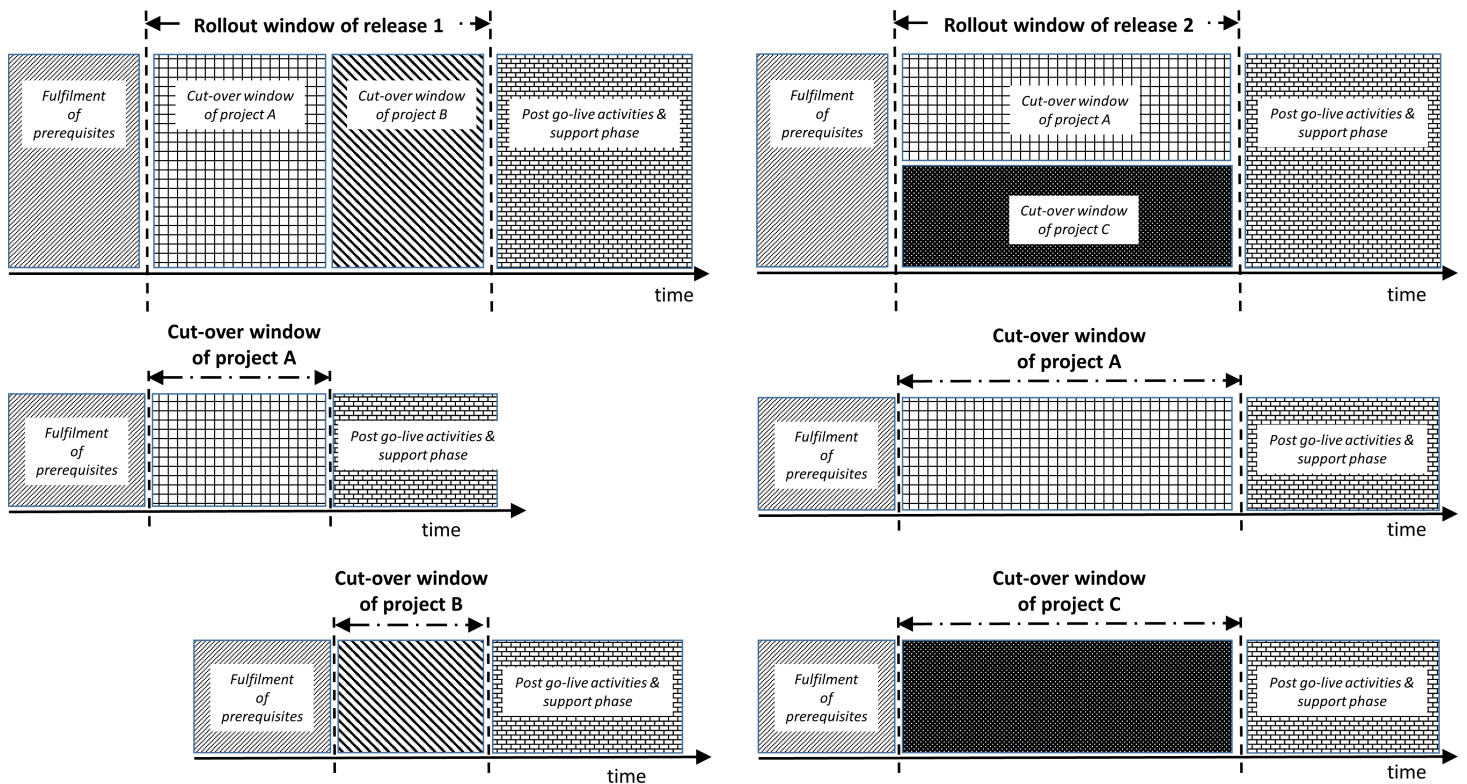 Rollout window of release 1
Fulfilment
of
prerequisites
Cut-over window
of project A
Cut-over window
of project B
Post go-live activities &
support phase
time
Rollout window of release 2
Fulfilment
of
prerequisites
Cut-over window
of project A
Cut-over window
of project C
Post go-live activities &
support phase
time
Cut-over window
of project A
Fulfilment
of
prerequisites
Post go-live activities &
support phase
time
Cut-over window
of project A
Fulfilment
of
prerequisites
Post go-live activities &
support phase
time
Cut-over window
of project B
Fulfilment
of
prerequisites
Post go-live activities &
support phase
time
Cut-over window
of project C
Fulfilment
of
prerequisites
Post go-live activities &
support phase
time